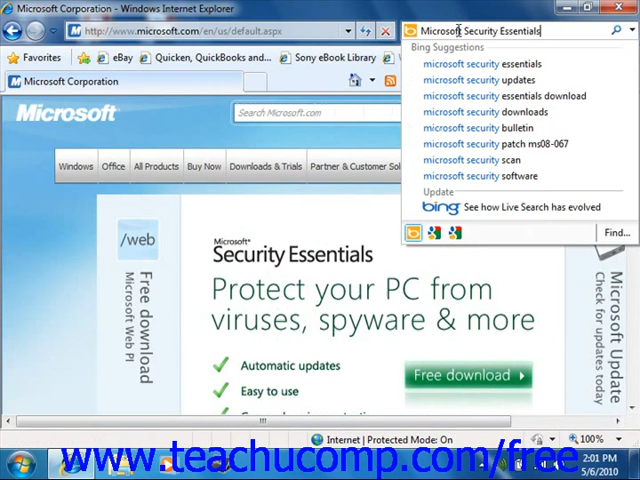 Microsoft Corporation - Windows Internet Explorer
http://www.microsoft.com/en/us/default.aspx
Microsoft Security Essentials
Favorites
eBay
Quicken, QuickBooks and...
Sony eBook Library
Microsoft Corporation
Bing Suggestions
microsoft security essentials
microsoft security updates
microsoft security essentials download
microsoft security downloads
microsoft security bulletin
microsoft security patch ms08-067
microsoft security scan
microsoft security software
Update
bing See how Live Search has evolved
Find...
Microsoft
Search Microsoft.com
Windows
Office
All Products
Buy Now
Downloads & Trials
Partner & Customer Sol
/web
Free download
Microsoft Web PI
Microsoft®
Security Essentials
Protect your PC from
viruses, spyware & more
Automatic updates
Easy to use
Free download
Microsoft Update
Check for updates today
Internet | Protected Mode: On
100%
www.teachucomp.com/free
2:01 PM
5/6/2010